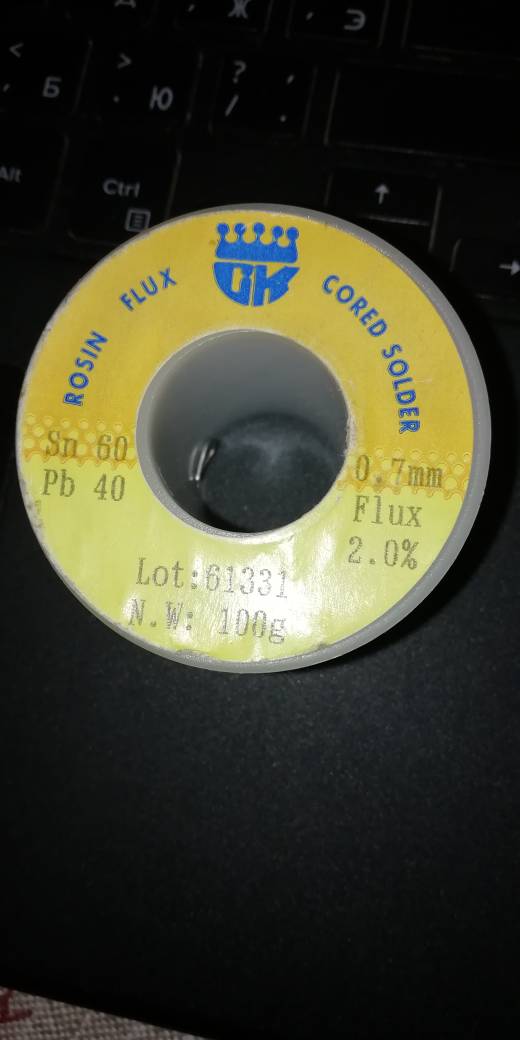 Ж
Э
< Б
> . Ю
? , / .
Alt
Ctrl
↑
→
ROSIN FLUX
CORED SOLDER
Sn 60
Pb 40
0.7mm
Flux
2.0%
Lot:61331
N.W: 100g